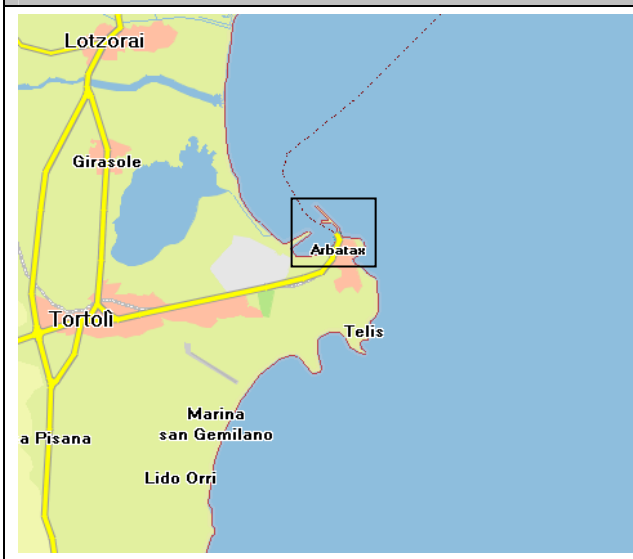 Lotzorai
Girasole
Arbatax
Tortolì
Telis
Marina
san Gemilano
a Pisana
Lido Orri